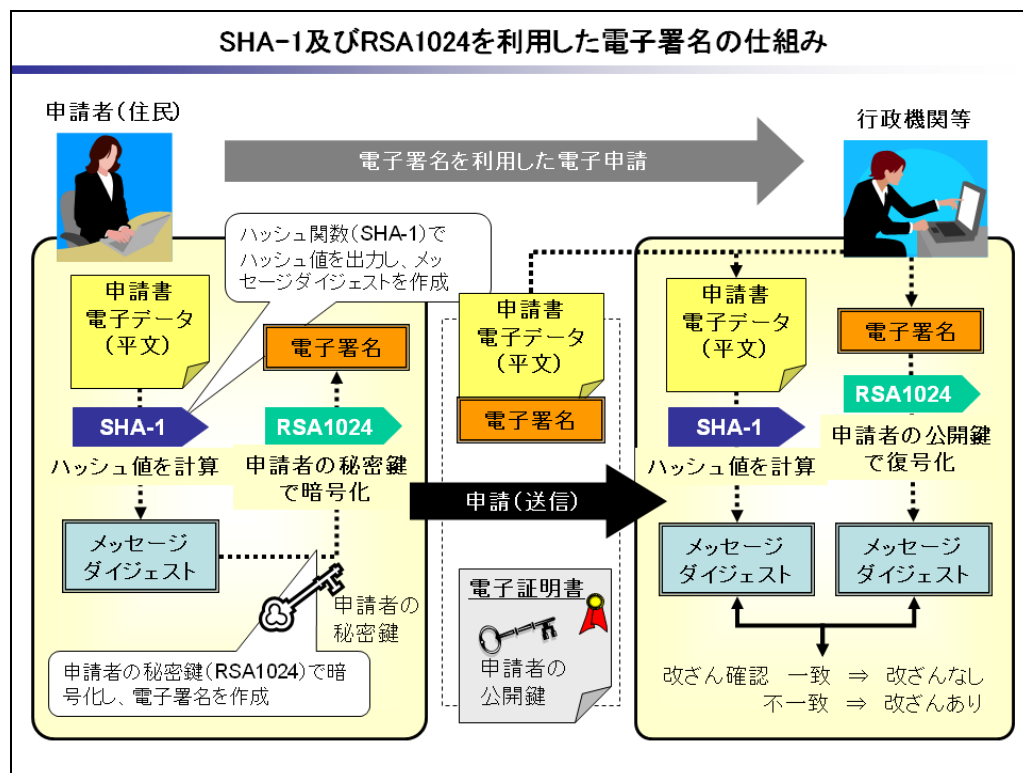 SHA-1及びRSA1024を利用した電子署名の仕組み
申請者(住民)
行政機関等
電子署名を利用した電子申請
ハッシュ関数(SHA-1)で
ハッシュ値を出力し、メッ
セージダイジェストを作成
申請書
電子データ
(平文)
電子署名
SHA-1
RSA1024
ハッシュ値を計算
申請者の秘密鍵
で暗号化
メッセージ
ダイジェスト
申請者の
秘密鍵
申請者の秘密鍵(RSA1024)で暗
号化し、電子署名を作成
申請書
電子データ
(平文)
電子署名
申請(送信)
電子証明書
申請者の
公開鍵
申請書
電子データ
(平文)
電子署名
SHA-1
RSA1024
ハッシュ値を計算
申請者の公開鍵
で復号化
メッセージ
ダイジェスト
メッセージ
ダイジェスト
改ざん確認 一致 ⇒ 改ざんなし
不一致 ⇒ 改ざんあり